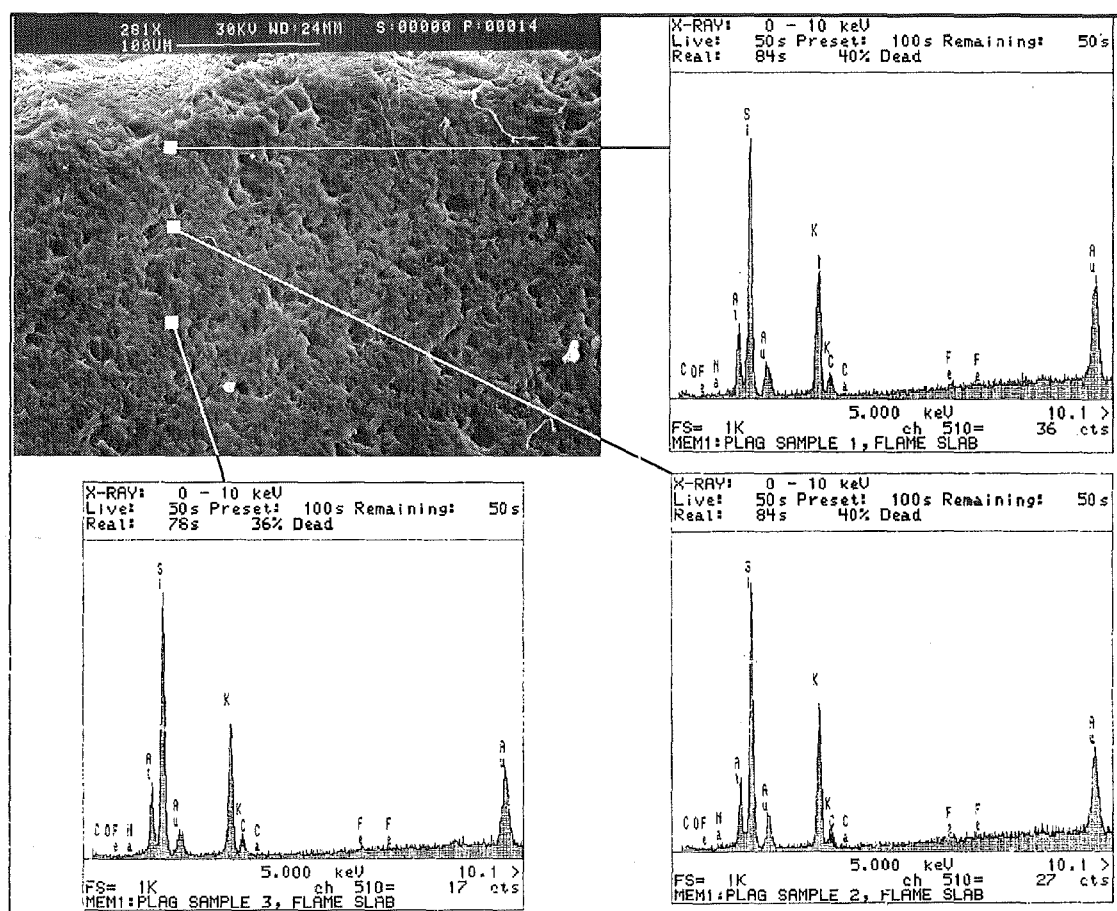 281X 30KV WD:24MM S:00000 P:00014
100UM
X-RAY: 0 - 10 keV
Live: 50s Preset: 100s Remaining: 50s
Real: 84s 40% Dead
Si
K
Au
Al
Au
K
C O Fe Na Ca Ca Fe Fe
5.000 keV 10.1 >
FS= 1K ch 510= 36 cts
MEM1:PLAG SAMPLE 1, FLAME SLAB
X-RAY: 0 - 10 keV
Live: 50s Preset: 100s Remaining: 50s
Real: 78s 36% Dead
Si
K
Au
Al
Au
K
C O Fe Na Ca Ca Fe Fe
5.000 keV 10.1 >
FS= 1K ch 510= 17 cts
MEM1:PLAG SAMPLE 3, FLAME SLAB
X-RAY: 0 - 10 keV
Live: 50s Preset: 100s Remaining: 50s
Real: 84s 40% Dead
Si
K
Au
Al
Au
K
C O Fe Na Ca Ca Fe Fe
5.000 keV 10.1 >
FS= 1K ch 510= 27 cts
MEM1:PLAG SAMPLE 2, FLAME SLAB